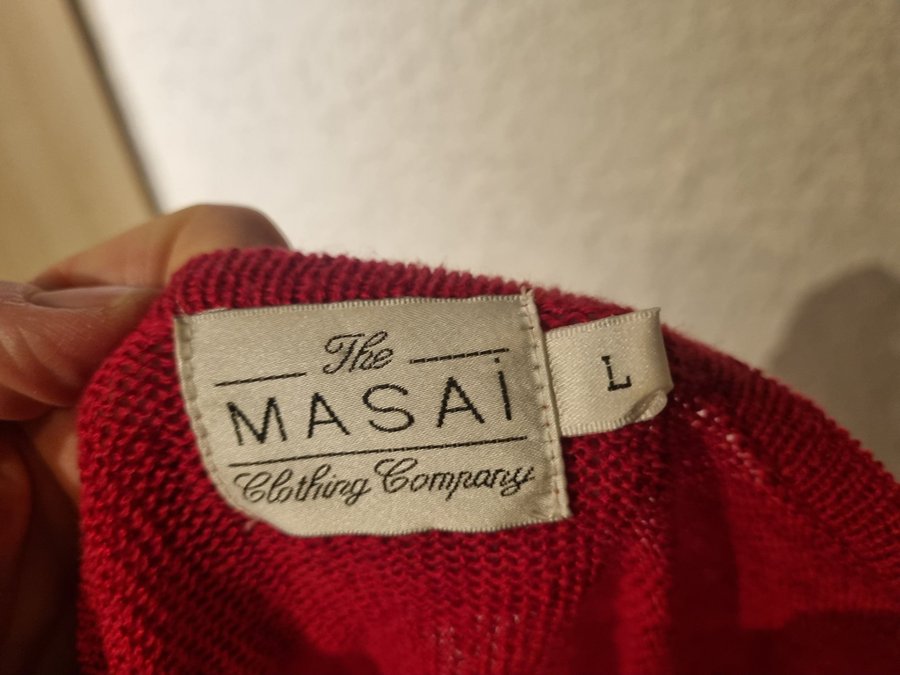 The
MASAi
Clothing Company
L